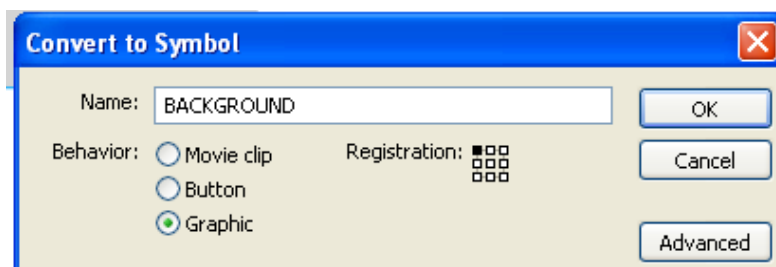 Convert to Symbol
Name: BACKGROUND OK
Behavior: Movie clip Registration: Cancel
Button
Graphic
Advanced